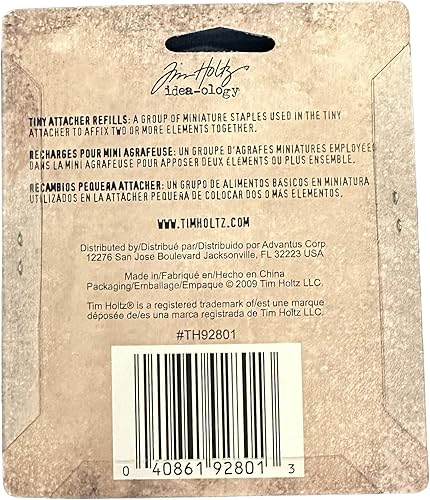 Tim Holtz
idea-ology
TINY ATTACHER REFILLS: A GROUP OF MINIATURE STAPLES USED IN THE TINY
ATTACHER TO AFFIX TWO OR MORE ELEMENTS TOGETHER.
RECHARGES POUR MINI AGRAFEUSE: UN GROUPE D'AGRAFES MINIATURES EMPLOYEES
DANS LA MINI AGRAFEUSE POUR APPOSER DEUX ÉLÉMENTS OU PLUS ENSEMBLE.
RECAMBIOS PEQUEÑA ATTACHER: UN GRUPO DE ALIMENTOS BÁSICOS EN MINIATURA
UTILIZADOS EN LA ATTACHER PEQUEÑA DE COLOCAR DOS O MÁS ELEMENTOS.
WWW.TIMHOLTZ.COM
Distributed by/Distribué par/Distribuido por Advantus Corp.
12276 San Jose Boulevard Jacksonville, FL 32223 USA
Made in/Fabriqué en/Hecho en China
Packaging/Emballage/Empaque © 2009 Tim Holtz LLC.
Tim Holtz® is a registered trademark of/est une marque
déposée de/es una marca registrada de Tim Holtz LLC.
#TH92801
0 40861 92801 3